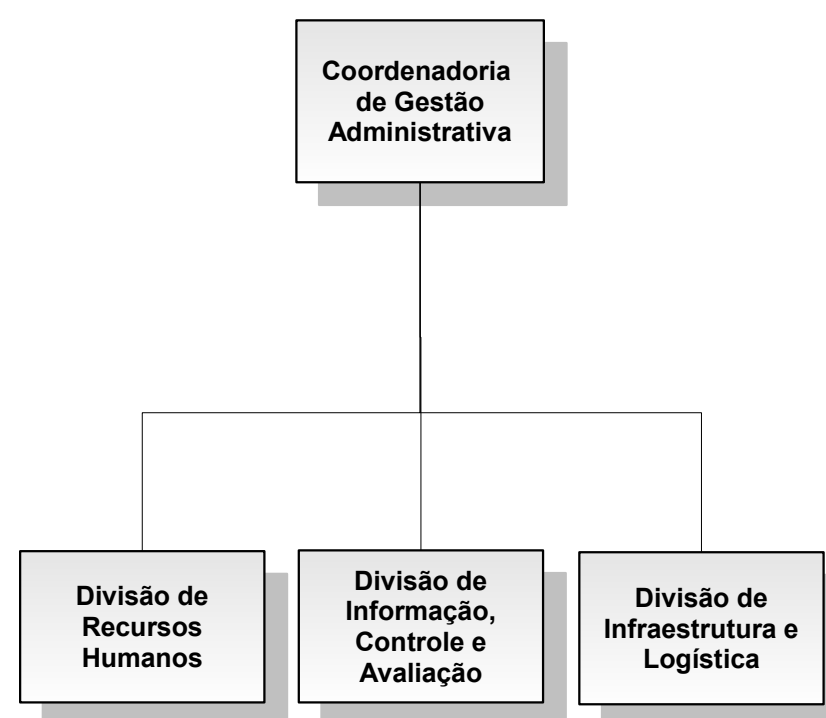 Coordenadoria
de Gestão
Administrativa
Divisão de
Recursos
Humanos
Divisão de
Informação,
Controle e
Avaliação
Divisão de
Infraestrutura e
Logística